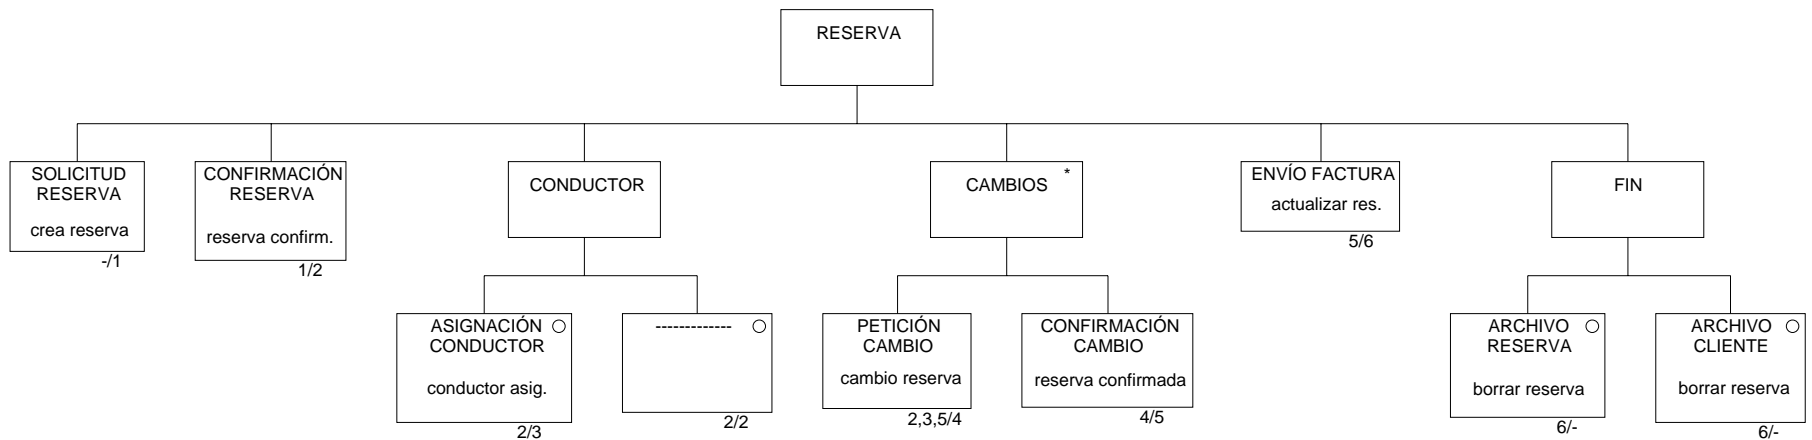 RESERVA
SOLICITUD
RESERVA
crea reserva
-/1
CONFIRMACIÓN
RESERVA
reserva confirm.
1/2
CONDUCTOR
CAMBIOS
*
ENVÍO FACTURA
actualizar res.
5/6
FIN
ASIGNACIÓN
CONDUCTOR
conductor asig.
2/3
-------------
2/2
PETICIÓN
CAMBIO
cambio reserva
2,3,5/4
CONFIRMACIÓN
CAMBIO
reserva confirmada
4/5
ARCHIVO
RESERVA
borrar reserva
6/-
ARCHIVO
CLIENTE
borrar reserva
6/-